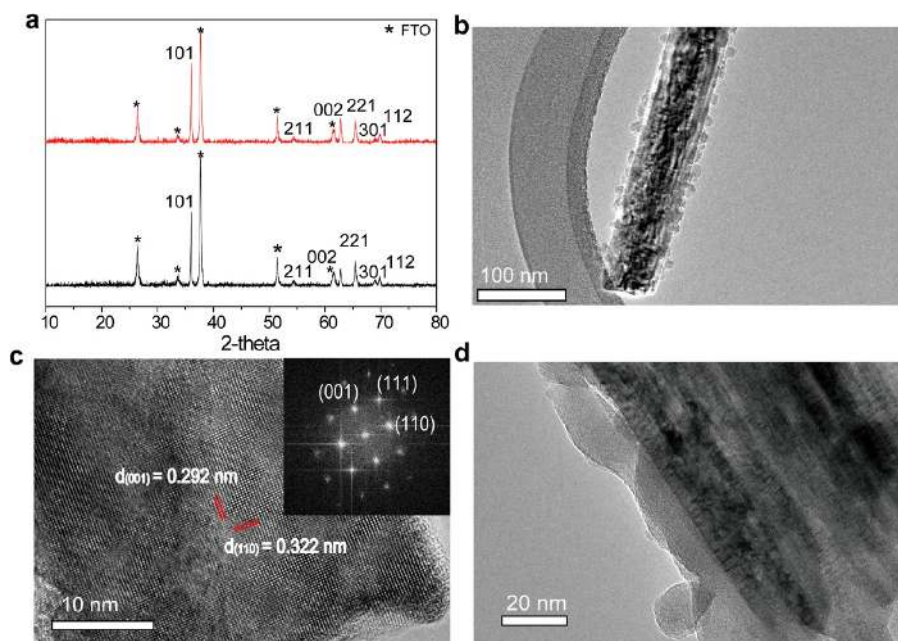 a
* FTO
101
*
*
*
*
211
002
*
221
301
112
101
*
*
*
*
211
002
*
221
301
112
10 20 30 40 50 60 70 80
2-theta
b
100 nm
c
(001)
(111)
(110)
d(001) = 0.292 nm
d(110) = 0.322 nm
10 nm
d
20 nm